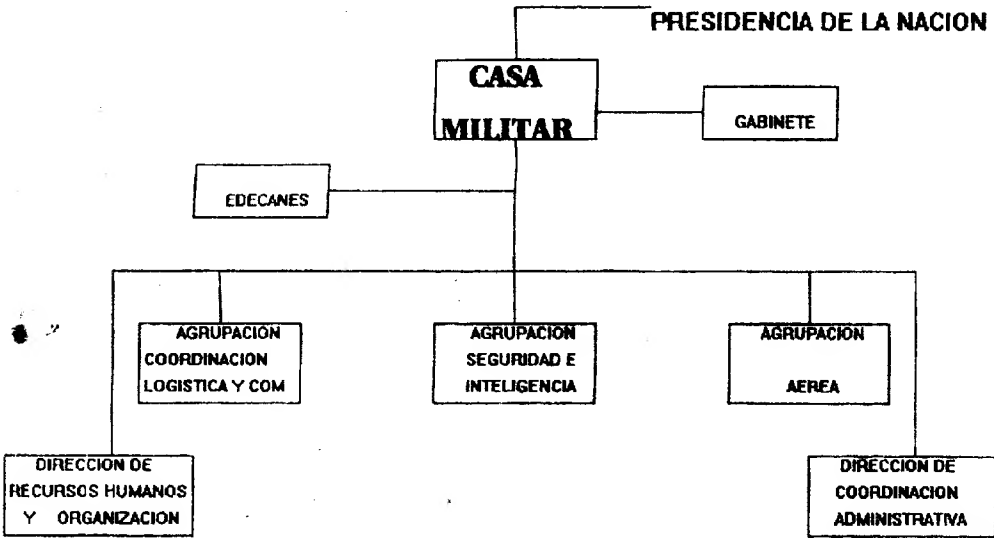 PRESIDENCIA DE LA NACION
CASA
MILITAR
GABINETE
EDECANES
AGRUPACION
COORDINACION
LOGISTICA Y COM
AGRUPACION
SEGURIDAD E
INTELIGENCIA
AGRUPACION
AEREA
DIRECCION DE
RECURSOS HUMANOS
Y ORGANIZACION
DIRECCION DE
COORDINACION
ADMINISTRATIVA